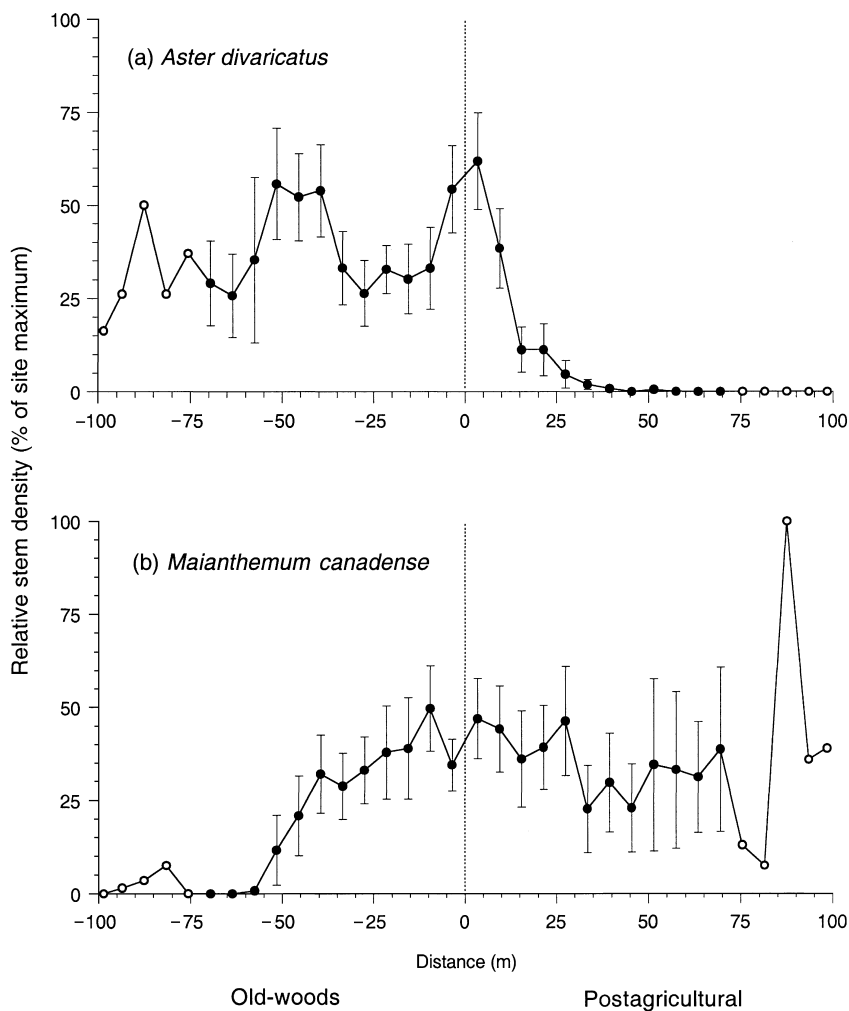 Relative stem density (% of site maximum)
(a) Aster divaricatus
100
75
50
25
0
−100 −75 −50 −25 0 25 50 75 100
(b) Maianthemum canadense
100
75
50
25
0
−100 −75 −50 −25 0 25 50 75 100
Distance (m)
Old-woods Postagricultural